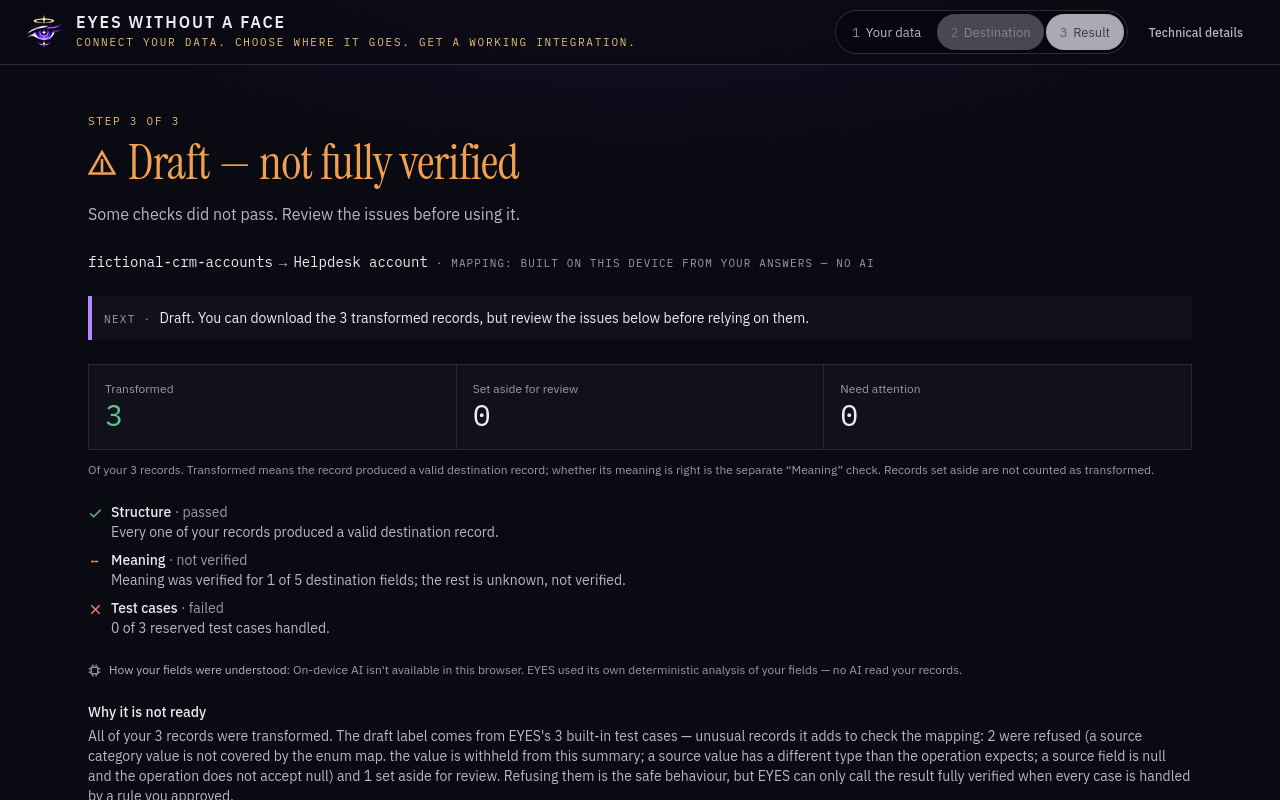 EYES WITHOUT A FACE
CONNECT YOUR DATA. CHOOSE WHERE IT GOES. GET A WORKING INTEGRATION.
1 Your data
2 Destination
3 Result
Technical details
STEP 3 OF 3
Draft — not fully verified
Some checks did not pass. Review the issues before using it.
fictional-crm-accounts → Helpdesk account · MAPPING: BUILT ON THIS DEVICE FROM YOUR ANSWERS — NO AI
NEXT · Draft. You can download the 3 transformed records, but review the issues below before relying on them.
Transformed
3
Set aside for review
0
Need attention
0
Of your 3 records. Transformed means the record produced a valid destination record; whether its meaning is right is the separate “Meaning” check. Records set aside are not counted as transformed.
Structure · passed
Every one of your records produced a valid destination record.
Meaning · not verified
Meaning was verified for 1 of 5 destination fields; the rest is unknown, not verified.
Test cases · failed
0 of 3 reserved test cases handled.
How your fields were understood: On-device AI isn't available in this browser. EYES used its own deterministic analysis of your fields — no AI read your records.
Why it is not ready
All of your 3 records were transformed. The draft label comes from EYES's 3 built-in test cases — unusual records it adds to check the mapping: 2 were refused (a source
category value is not covered by the enum map. the value is withheld from this summary; a source value has a different type than the operation expects; a source field is null
and the operation does not accept null) and 1 set aside for review. Refusing them is the safe behaviour, but EYES can only call the result fully verified when every case is handled
by a rule you approved.